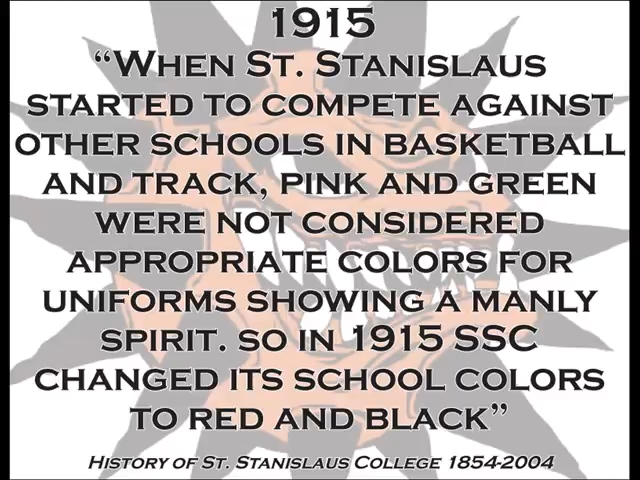 1915
“When St. Stanislaus
started to compete against
other schools in basketball
and track, pink and green
were not considered
appropriate colors for
uniforms showing a manly
spirit. so in 1915 SSC
changed its school colors
to red and black”
History of St. Stanislaus College 1854-2004